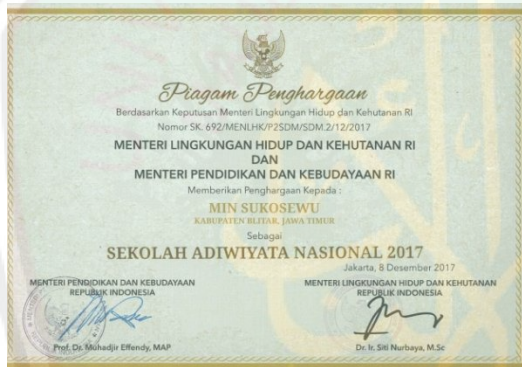 Piagam Penghargaan
Berdasarkan Keputusan Menteri Lingkungan Hidup dan Kehutanan RI
Nomor SK. 692/MENLHK/P2SDM/SDM.2/12/2017
MENTERI LINGKUNGAN HIDUP DAN KEHUTANAN RI
DAN
MENTERI PENDIDIKAN DAN KEBUDAYAAN RI
Memberikan Penghargaan Kepada :
MIN SUKOSEWU
KABUPATEN BLITAR, JAWA TIMUR
Sebagai
SEKOLAH ADIWIYATA NASIONAL 2017
Jakarta, 8 Desember 2017
MENTERI PENDIDIKAN DAN KEBUDAYAAN
REPUBLIK INDONESIA
Prof. Dr. Muhadjir Effendy, MAP
MENTERI LINGKUNGAN HIDUP DAN KEHUTANAN
REPUBLIK INDONESIA
Dr. Ir. Siti Nurbaya, M.Sc